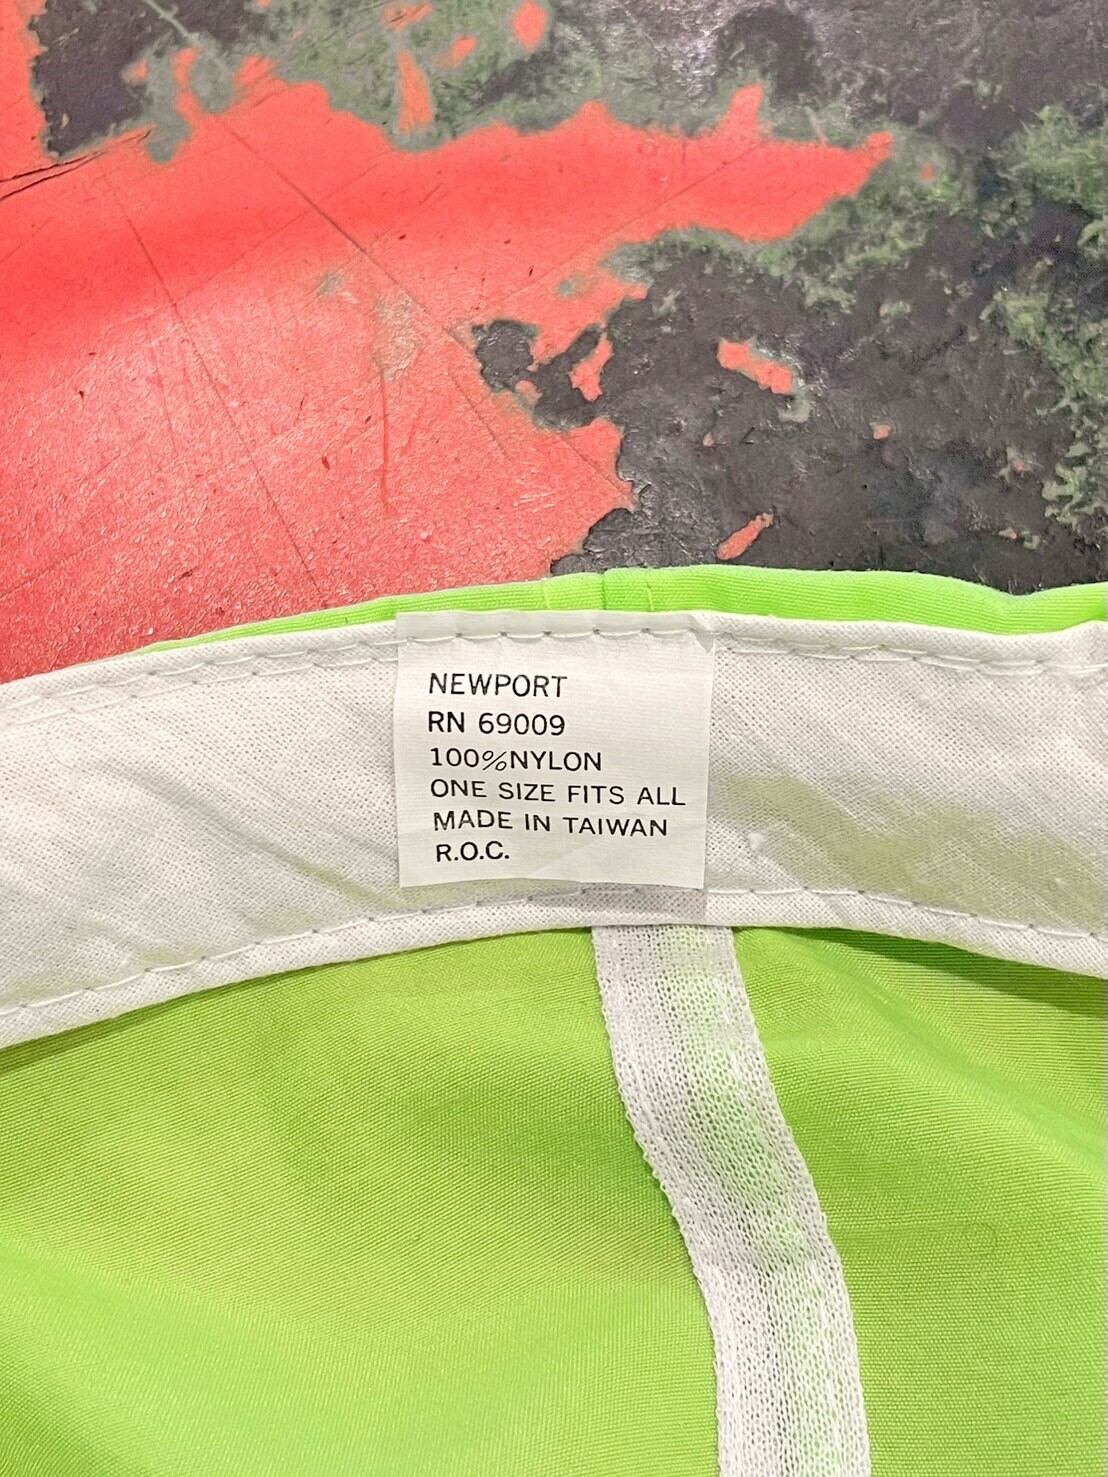 NEWPORT
RN 69009
100%NYLON
ONE SIZE FITS ALL
MADE IN TAIWAN
R.O.C.